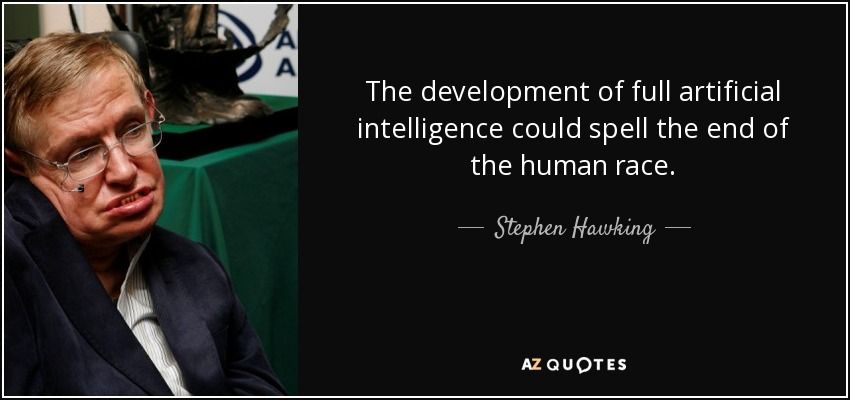 A
A
The development of full artificial
intelligence could spell the end of
the human race.
Stephen Hawking
AZ QUOTES